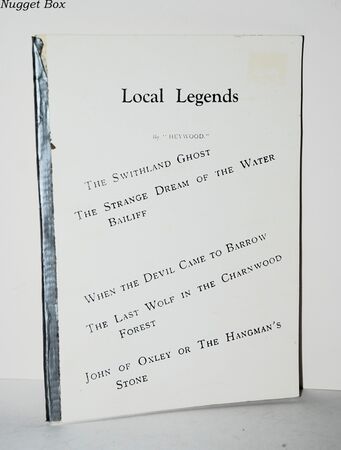 Nugget Box
Local Legends
By "HEYWOOD."
THE SWITHLAND GHOST
THE STRANGE DREAM OF THE WATER
BAILIFF
WHEN THE DEVIL CAME TO BARROW
THE LAST WOLF IN THE CHARNWOOD
FOREST
JOHN OF OXLEY OR THE HANGMAN'S
STONE